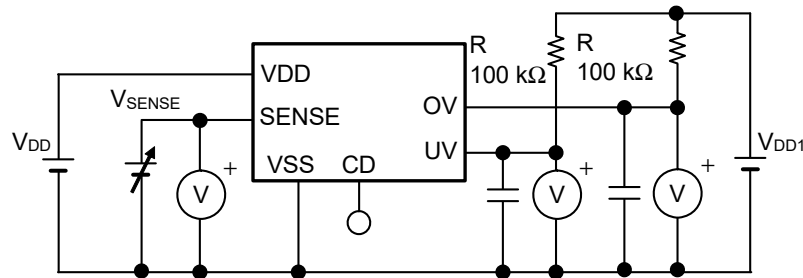 R
100 kΩ
R
100 kΩ
VDD
VSENSE
SENSE
OV
UV
VSS
CD
VDD
VDD1
V
+
V
+
V
+